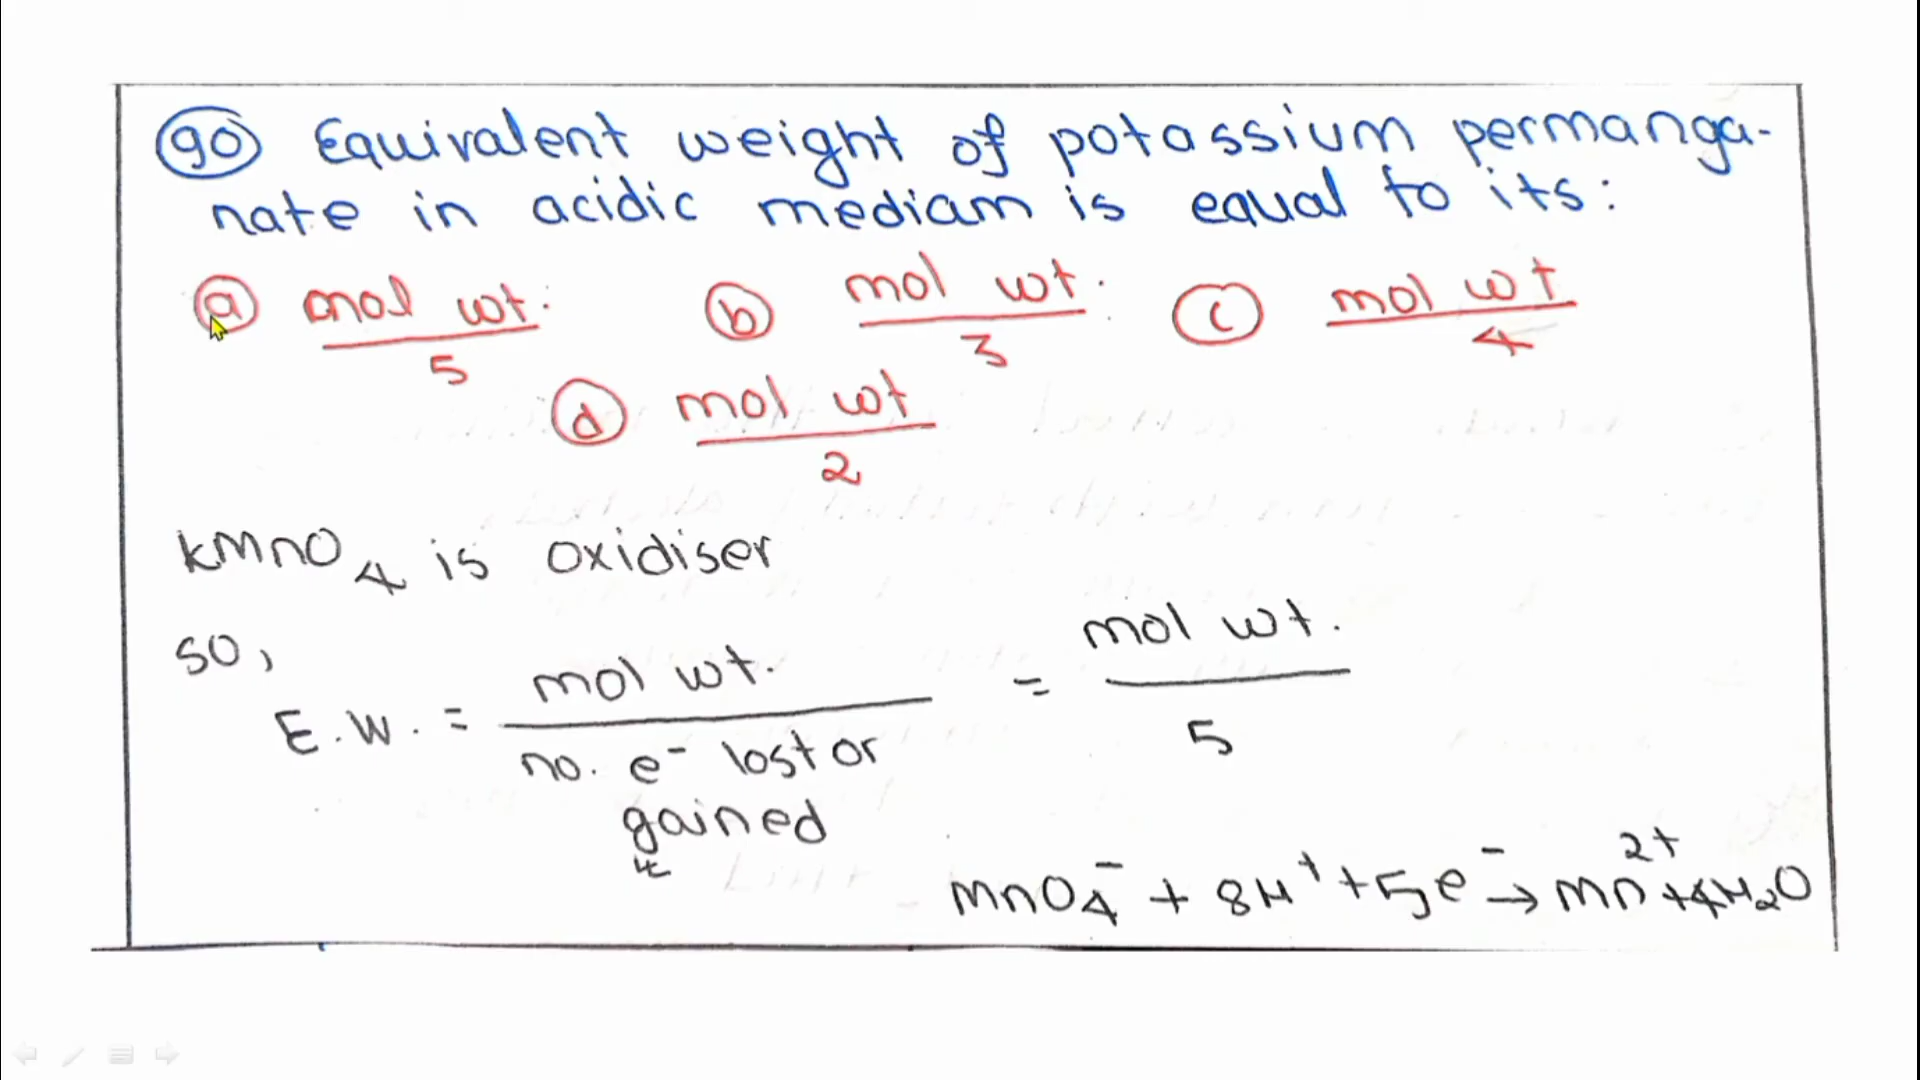 90 Equivalent weight of potassium permanga-
nate in acidic medium is equal to its:
a mol wt. / 5 b mol wt. / 3 c mol wt / 4
d mol wt / 2
KMnO4 is oxidiser
so,
E.W. = mol wt. / no. e⁻ lost or gained = mol wt. / 5
MnO4⁻ + 8H⁺ + 5e⁻ → Mn²⁺ + 4H2O